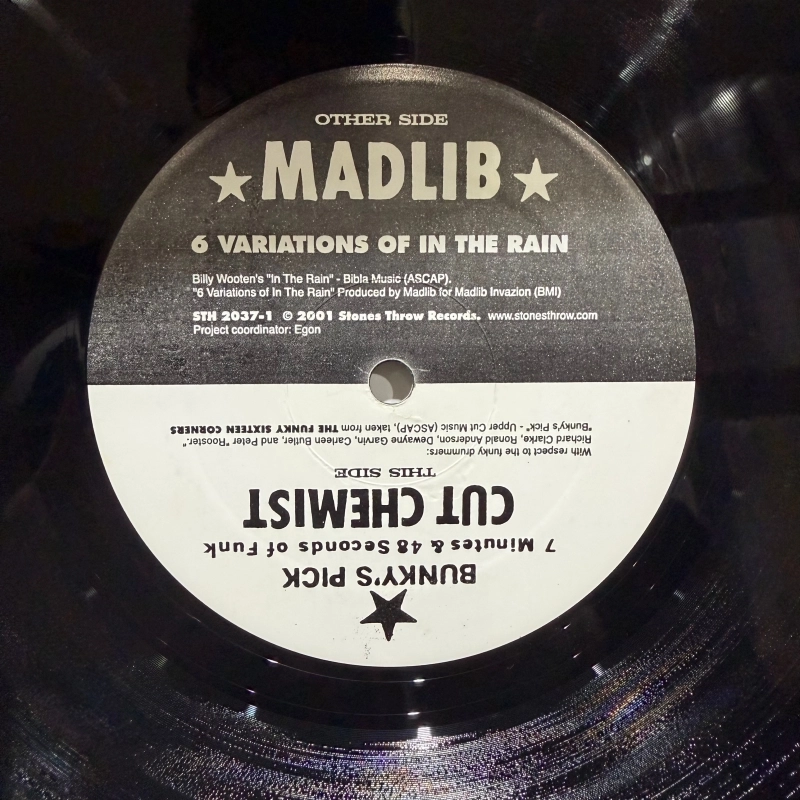 OTHER SIDE
MADLIB
6 VARIATIONS OF IN THE RAIN
Billy Wooten's "In The Rain" - Bibla Music (ASCAP).
"6 Variations of In The Rain" Produced by Madlib for Madlib Invazion (BMI)
STH 2037-1 © 2001 Stones Throw Records. www.stonesthrow.com
Project coordinator: Egon
BUNKY'S PICK
7 Minutes & 48 Seconds of Funk
CUT CHEMIST
THIS SIDE
With respect to the funky drummers:
Richard Clarke, Ronald Anderson, Dewayne Garvin, Carleen Butler, and Peter "Rooster."
"Bunky's Pick" - Upper Cut Music (ASCAP), taken from THE FUNKY SIXTEEN CORNERS